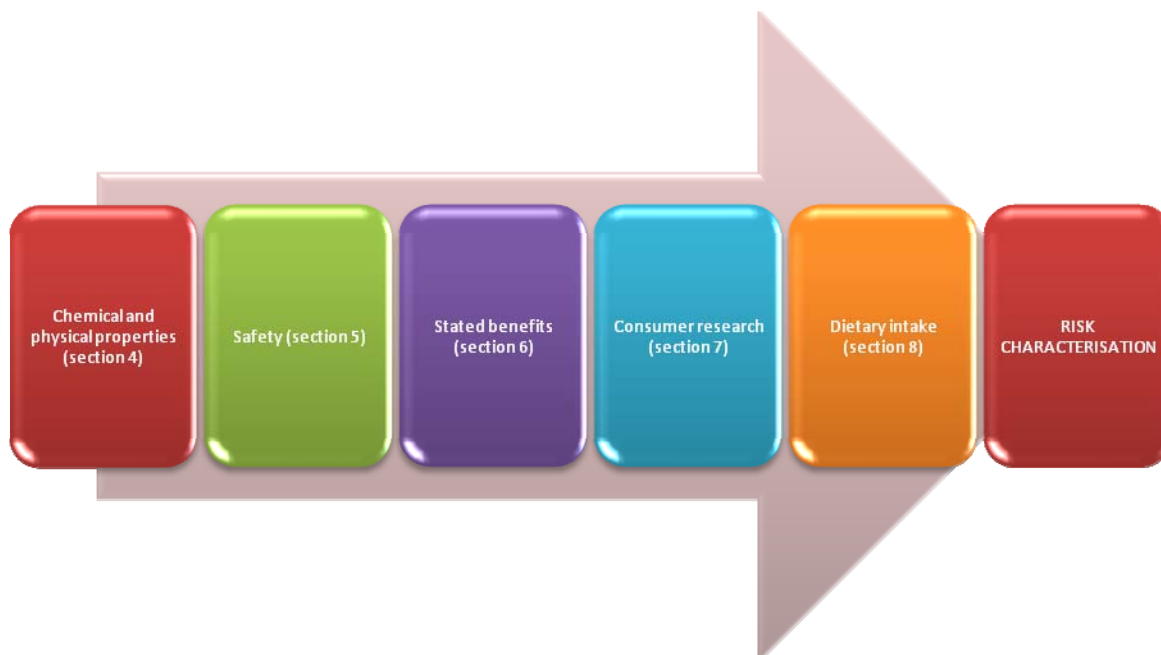 Chemical and
physical properties
(section 4)
Safety (section 5)
Stated benefits
(section 6)
Consumer research
(section 7)
Dietary intake
(section 8)
RISK
CHARACTERISATION